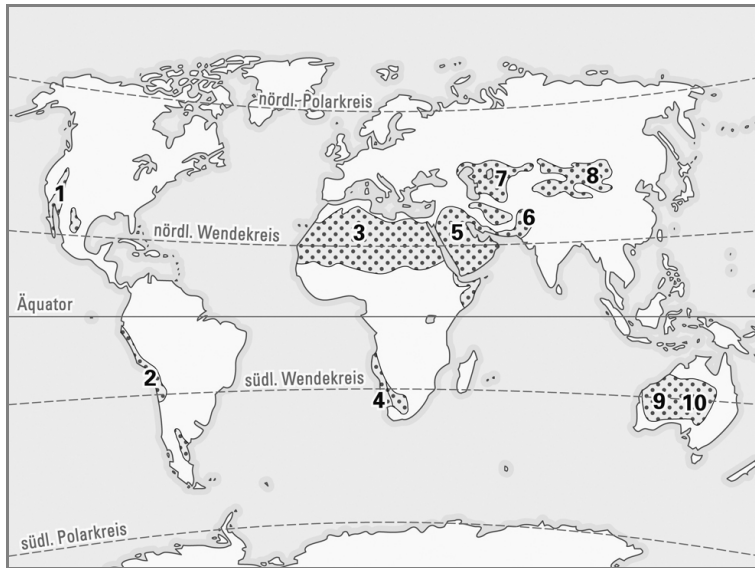 nördl. Polarkreis
7
8
1
6
nördl. Wendekreis
3
5
Äquator
2
südl. Wendekreis
4
9
10
südl. Polarkreis